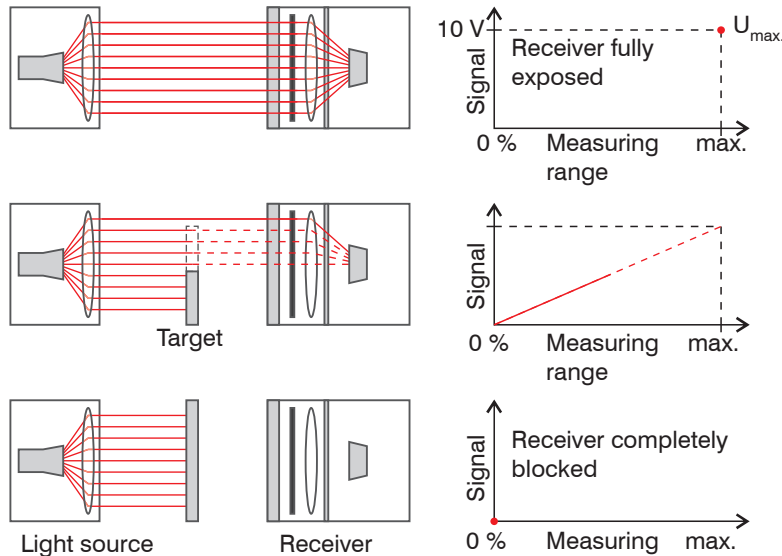 10 V
U max.
Receiver fully
exposed
Signal
0 %
Measuring
range
max.
Target
Signal
0 %
Measuring
range
max.
Receiver completely
blocked
Signal
Light source
Receiver
0 %
Measuring
max.